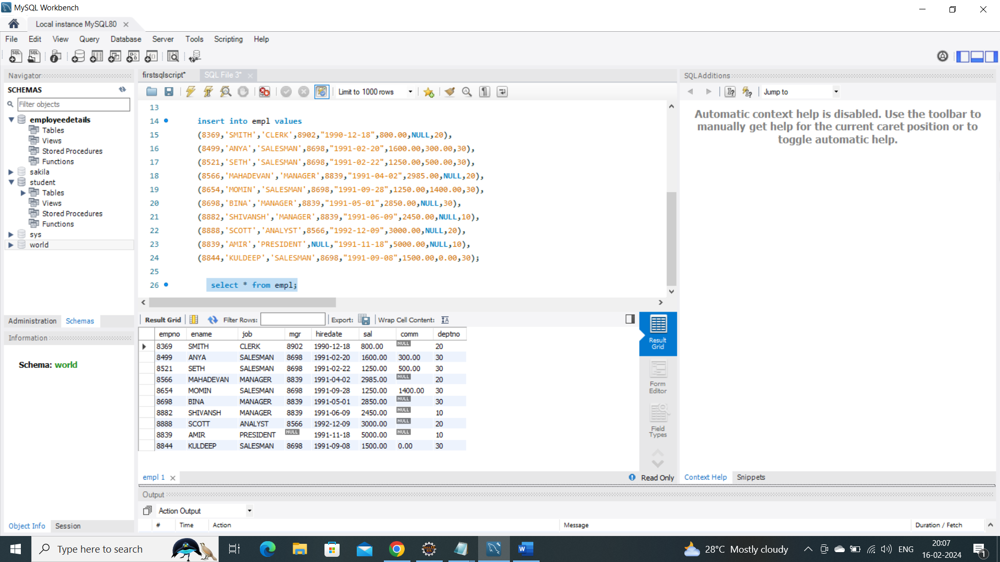 MySQL Workbench
Local instance MySQL80
File Edit View Query Database Server Tools Scripting Help
Navigator
SCHEMAS
Filter objects
employeedetails
Tables
Views
Stored Procedures
Functions
sakila
student
Tables
Views
Stored Procedures
Functions
sys
world
Administration Schemas
Information
Schema: world
Object Info Session
firstsqlscript* SQL File 3*
Limit to 1000 rows
13
14 insert into empl values
15 (8369,'SMITH','CLERK',8902,"1990-12-18",800.00,NULL,20),
16 (8499,'ANYA','SALESMAN',8698,"1991-02-20",1600.00,300.00,30),
17 (8521,'SETH','SALESMAN',8698,"1991-02-22",1250.00,500.00,30),
18 (8566,'MAHADEVAN','MANAGER',8839,"1991-04-02",2985.00,NULL,20),
19 (8654,'MOMIN','SALESMAN',8698,"1991-09-28",1250.00,1400.00,30),
20 (8698,'BINA','MANAGER',8839,"1991-05-01",2850.00,NULL,30),
21 (8882,'SHIVANSH','MANAGER',8839,"1991-06-09",2450.00,NULL,10),
22 (8888,'SCOTT','ANALYST',8566,"1992-12-09",3000.00,NULL,20),
23 (8839,'AMIR','PRESIDENT',NULL,"1991-11-18",5000.00,NULL,10),
24 (8844,'KULDEEP','SALESMAN',8698,"1991-09-08",1500.00,0.00,30);
25
26 select * from empl;
Result Grid Filter Rows: Export: Wrap Cell Content:
empno ename job mgr hiredate sal comm deptno
8369 SMITH CLERK 8902 1990-12-18 800.00 NULL 20
8499 ANYA SALESMAN 8698 1991-02-20 1600.00 300.00 30
8521 SETH SALESMAN 8698 1991-02-22 1250.00 500.00 30
8566 MAHADEVAN MANAGER 8839 1991-04-02 2985.00 NULL 20
8654 MOMIN SALESMAN 8698 1991-09-28 1250.00 1400.00 30
8698 BINA MANAGER 8839 1991-05-01 2850.00 NULL 30
8882 SHIVANSH MANAGER 8839 1991-06-09 2450.00 NULL 10
8888 SCOTT ANALYST 8566 1992-12-09 3000.00 NULL 20
8839 AMIR PRESIDENT NULL 1991-11-18 5000.00 NULL 10
8844 KULDEEP SALESMAN 8698 1991-09-08 1500.00 0.00 30
Result
Grid
Form
Editor
Field
Types
empl 1
Read Only
SQLAdditions
Jump to
Automatic context help is disabled. Use the toolbar to
manually get help for the current caret position or to
toggle automatic help.
Context Help Snippets
Output
Action Output
# Time Action Message Duration / Fetch
Type here to search
28°C Mostly cloudy
ENG
20:07
16-02-2024
1